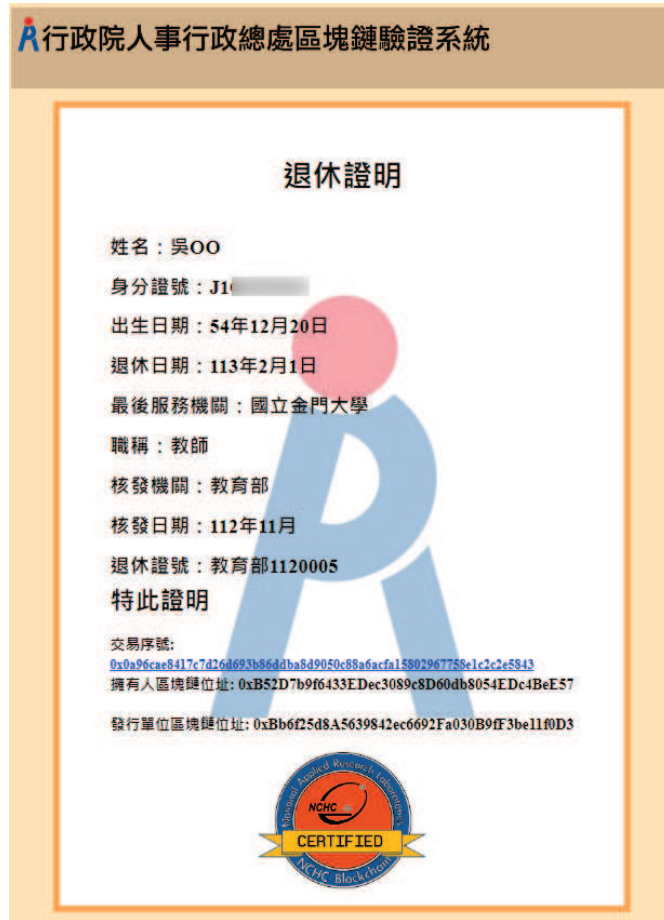 行政院人事行政總處區塊鏈驗證系統
退休證明
姓名：吳OO
身分證號：J1
出生日期：54年12月20日
退休日期：113年2月1日
最後服務機關：國立金門大學
職稱：教師
核發機關：教育部
核發日期：112年11月
退休證號：教育部1120005
特此證明
交易序號:
0x0a96cae8417c7d26d693b86ddba8d9050c88a6acfa15802967758e1c2c2e5843
擁有人區塊鏈位址: 0xB52D7b9f6433EDec3089c8D60db8054EDc4BeE57
發行單位區塊鏈位址: 0xBb6f25d8A5639842ec6692Fa030B9fF3be11f0D3
National Applied Research Laboratories
NCHC
CERTIFIED
NCHC Blockchain